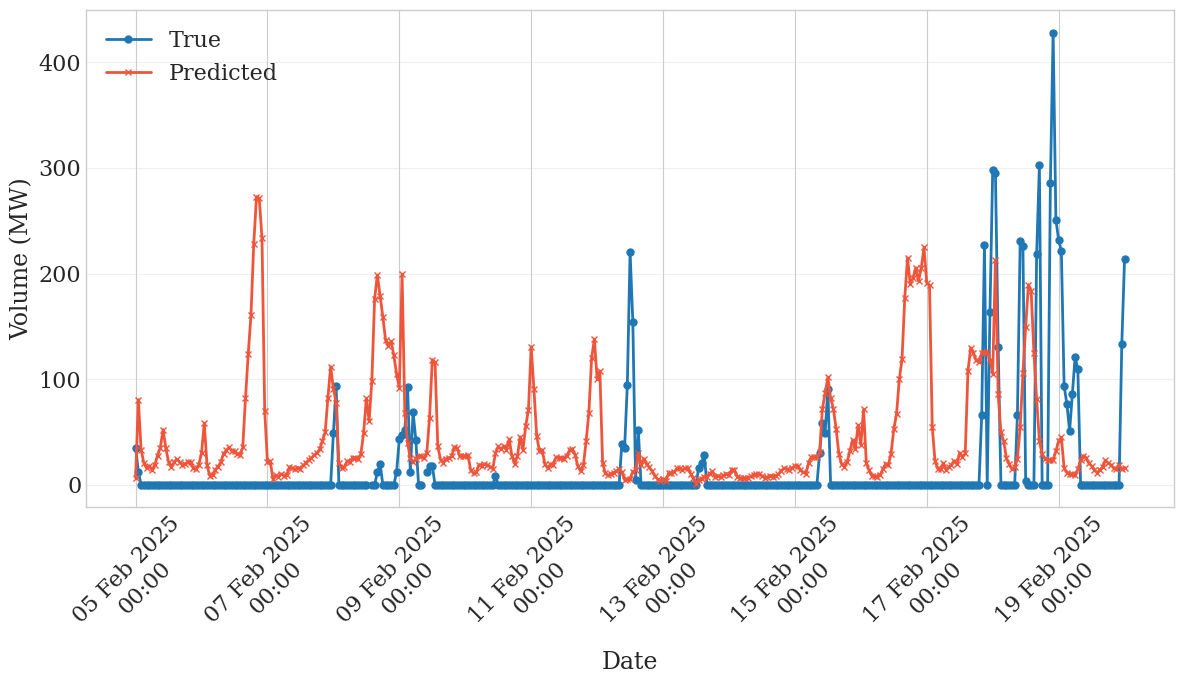 True
Predicted
Volume (MW)
400
300
200
100
0
05 Feb 2025
00:00
07 Feb 2025
00:00
09 Feb 2025
00:00
11 Feb 2025
00:00
13 Feb 2025
00:00
15 Feb 2025
00:00
17 Feb 2025
00:00
19 Feb 2025
00:00
Date